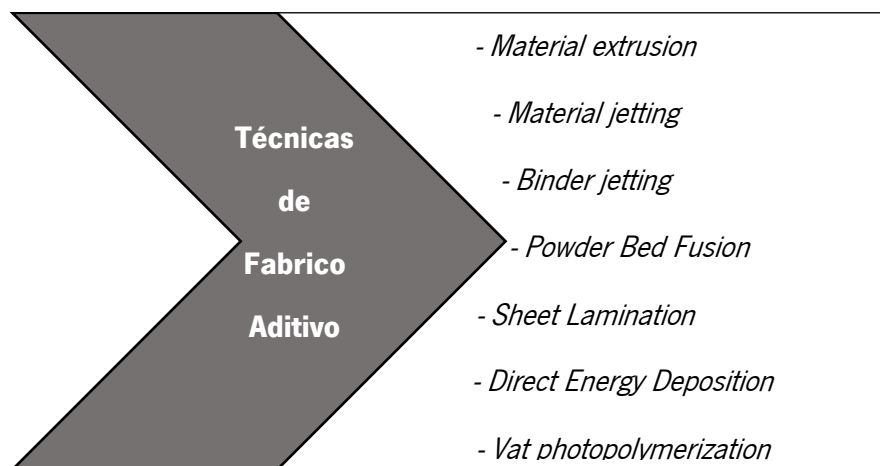 Técnicas
de
Fabrico
Aditivo
- Material extrusion
- Material jetting
- Binder jetting
- Powder Bed Fusion
- Sheet Lamination
- Direct Energy Deposition
- Vat photopolymerization